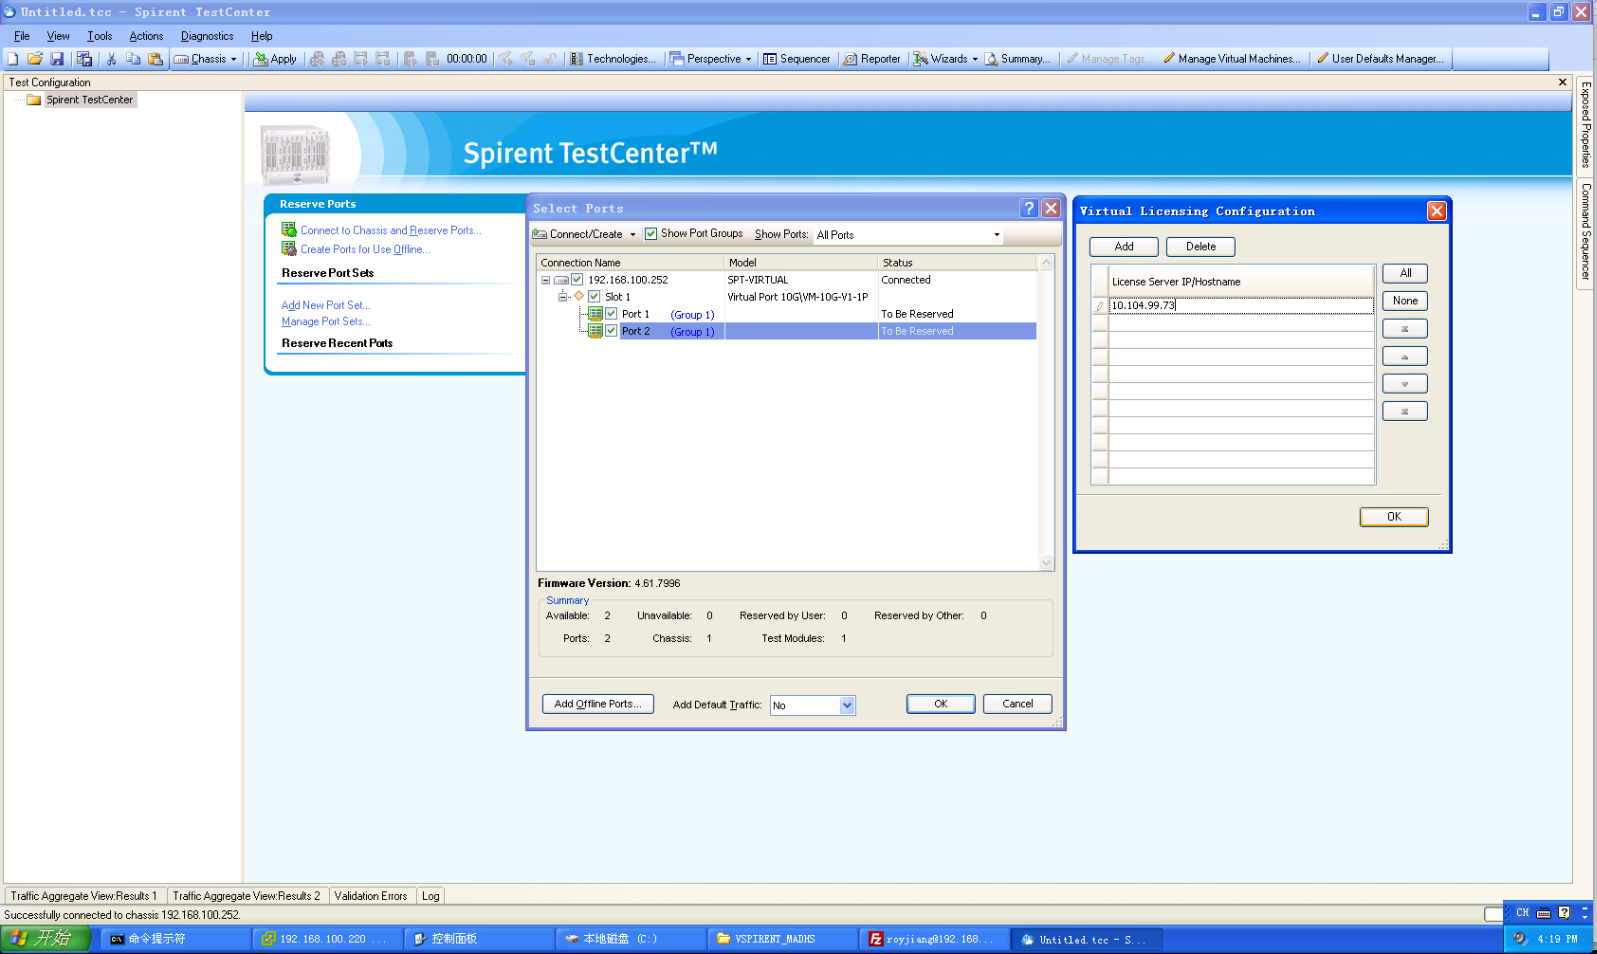 Untitled.tcc - Spirent TestCenter
File View Tools Actions Diagnostics Help
Chassis Apply 00:00:00 Technologies... Perspective Sequencer Reporter Wizards Summary... Manage Tags... Manage Virtual Machines... User Defaults Manager...
Test Configuration
Spirent TestCenter
Exposed Properties
Command Sequencer
Spirent TestCenter™
Reserve Ports
Connect to Chassis and Reserve Ports...
Create Ports for Use Offline...
Reserve Port Sets
Add New Port Set...
Manage Port Sets...
Reserve Recent Ports
Select Ports
Connect/Create Show Port Groups Show Ports: All Ports
Connection Name Model Status
192.168.100.252 SPT-VIRTUAL Connected
Slot 1 Virtual Port 10G\VM-10G-V1-1P
Port 1 (Group 1) To Be Reserved
Port 2 (Group 1) To Be Reserved
Firmware Version: 4.61.7996
Summary
Available: 2 Unavailable: 0 Reserved by User: 0 Reserved by Other: 0
Ports: 2 Chassis: 1 Test Modules: 1
Add Offline Ports... Add Default Traffic: No OK Cancel
Virtual Licensing Configuration
Add Delete
License Server IP/Hostname
10.104.99.73
All
None
OK
Traffic Aggregate View:Results 1 Traffic Aggregate View:Results 2 Validation Errors Log
Successfully connected to chassis 192.168.100.252.
CH
开始 命令提示符 192.168.100.220 ... 控制面板 本地磁盘 (C:) VSPIRENT_MADHS royjiang@192.168... Untitled.tcc - S... 4:19 PM